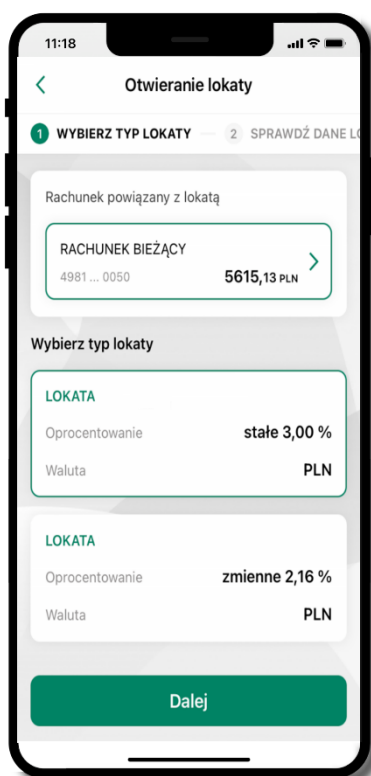 11:18
Otwieranie lokaty
1 WYBIERZ TYP LOKATY 2 SPRAWDŹ DANE LO
Rachunek powiązany z lokatą
RACHUNEK BIEŻĄCY
4981 ... 0050 5615,13 PLN
Wybierz typ lokaty
LOKATA
Oprocentowanie stałe 3,00 %
Waluta PLN
LOKATA
Oprocentowanie zmienne 2,16 %
Waluta PLN
Dalej